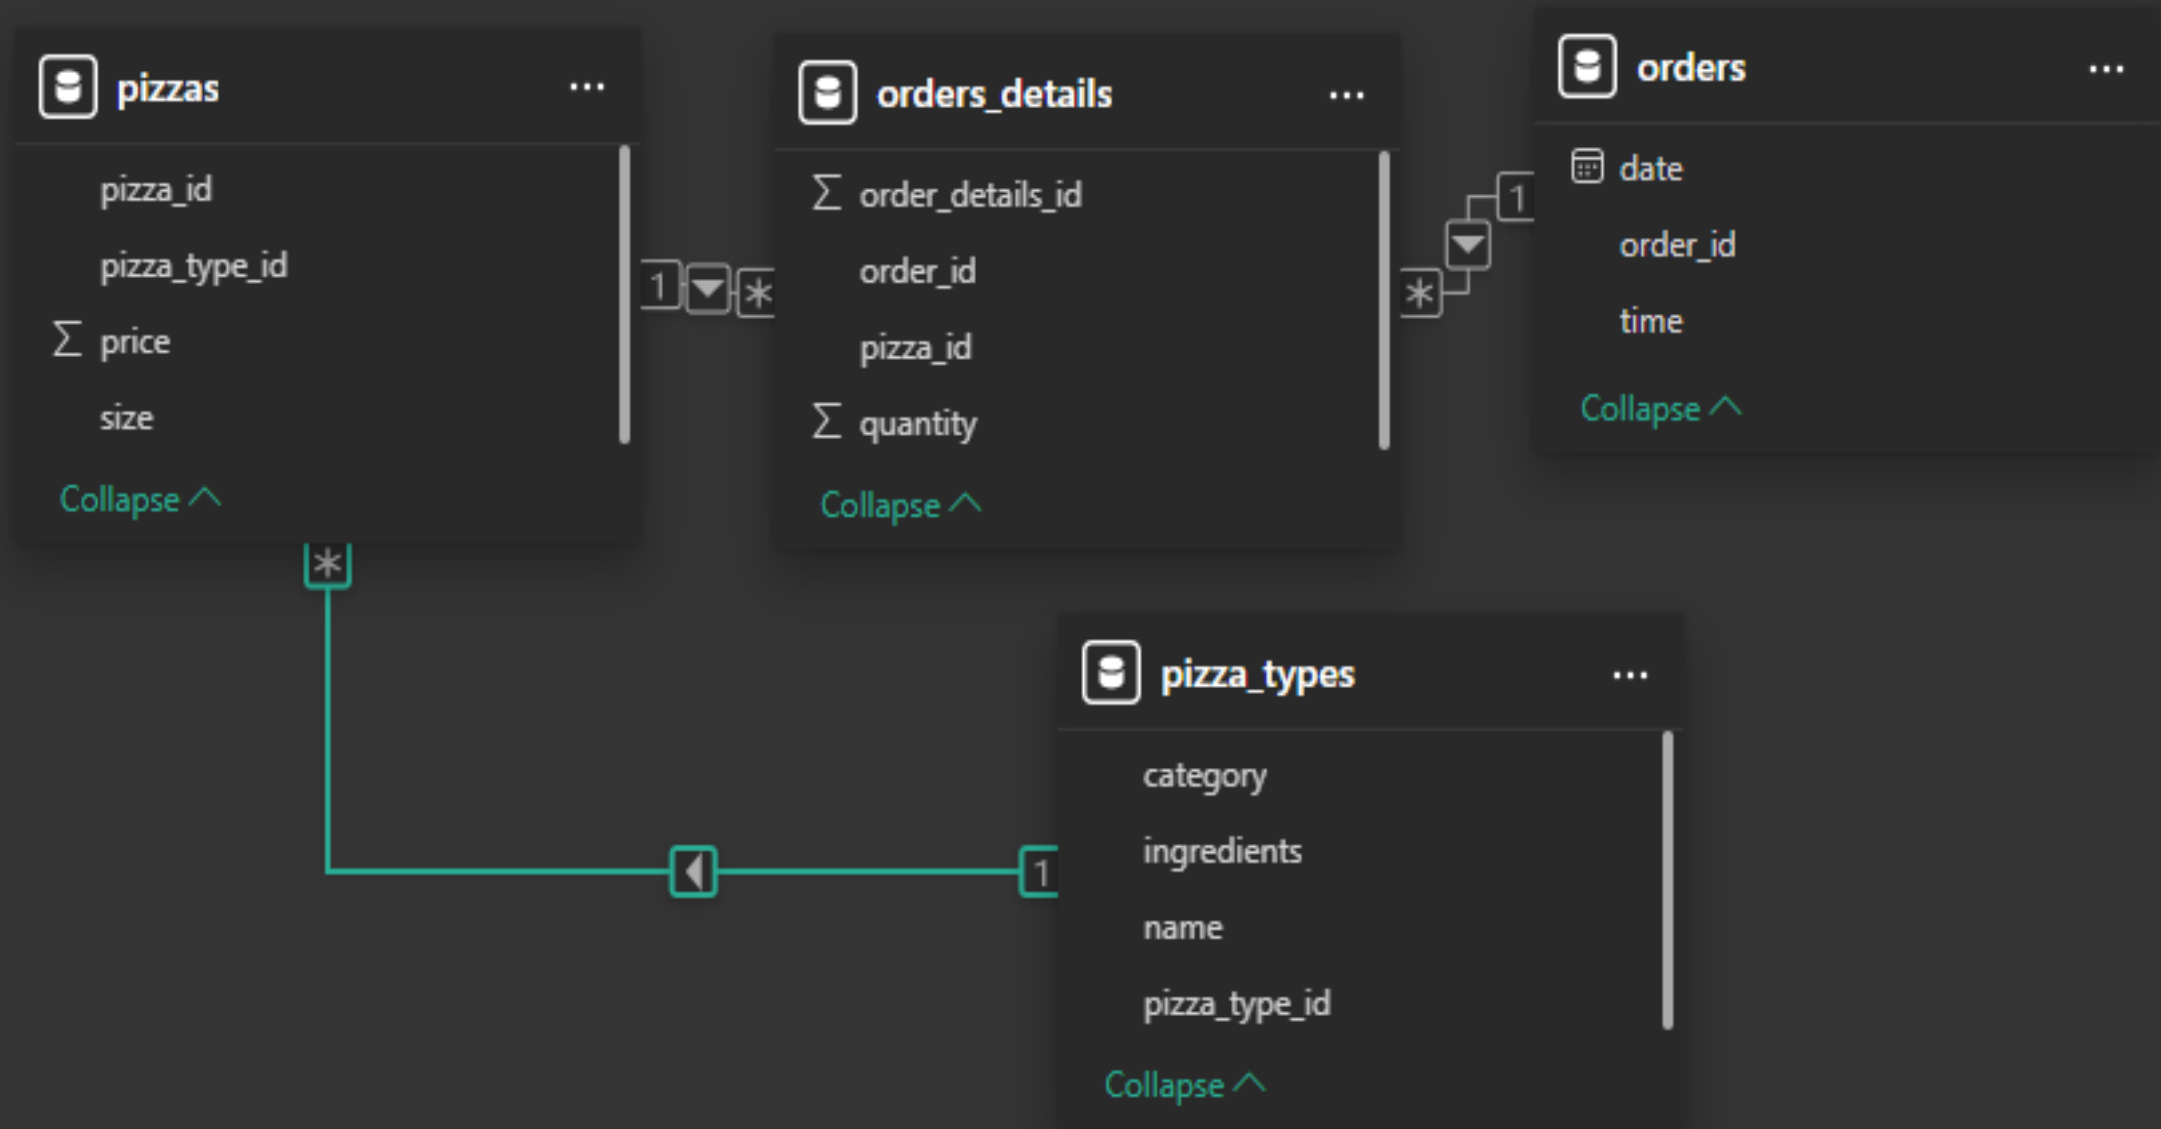 pizzas ...
pizza_id
pizza_type_id
Σ price
size
Collapse
orders_details ...
Σ order_details_id
order_id
pizza_id
Σ quantity
Collapse
orders ...
date
order_id
time
Collapse
1 *
* 1
*
1
pizza_types ...
category
ingredients
name
pizza_type_id
Collapse